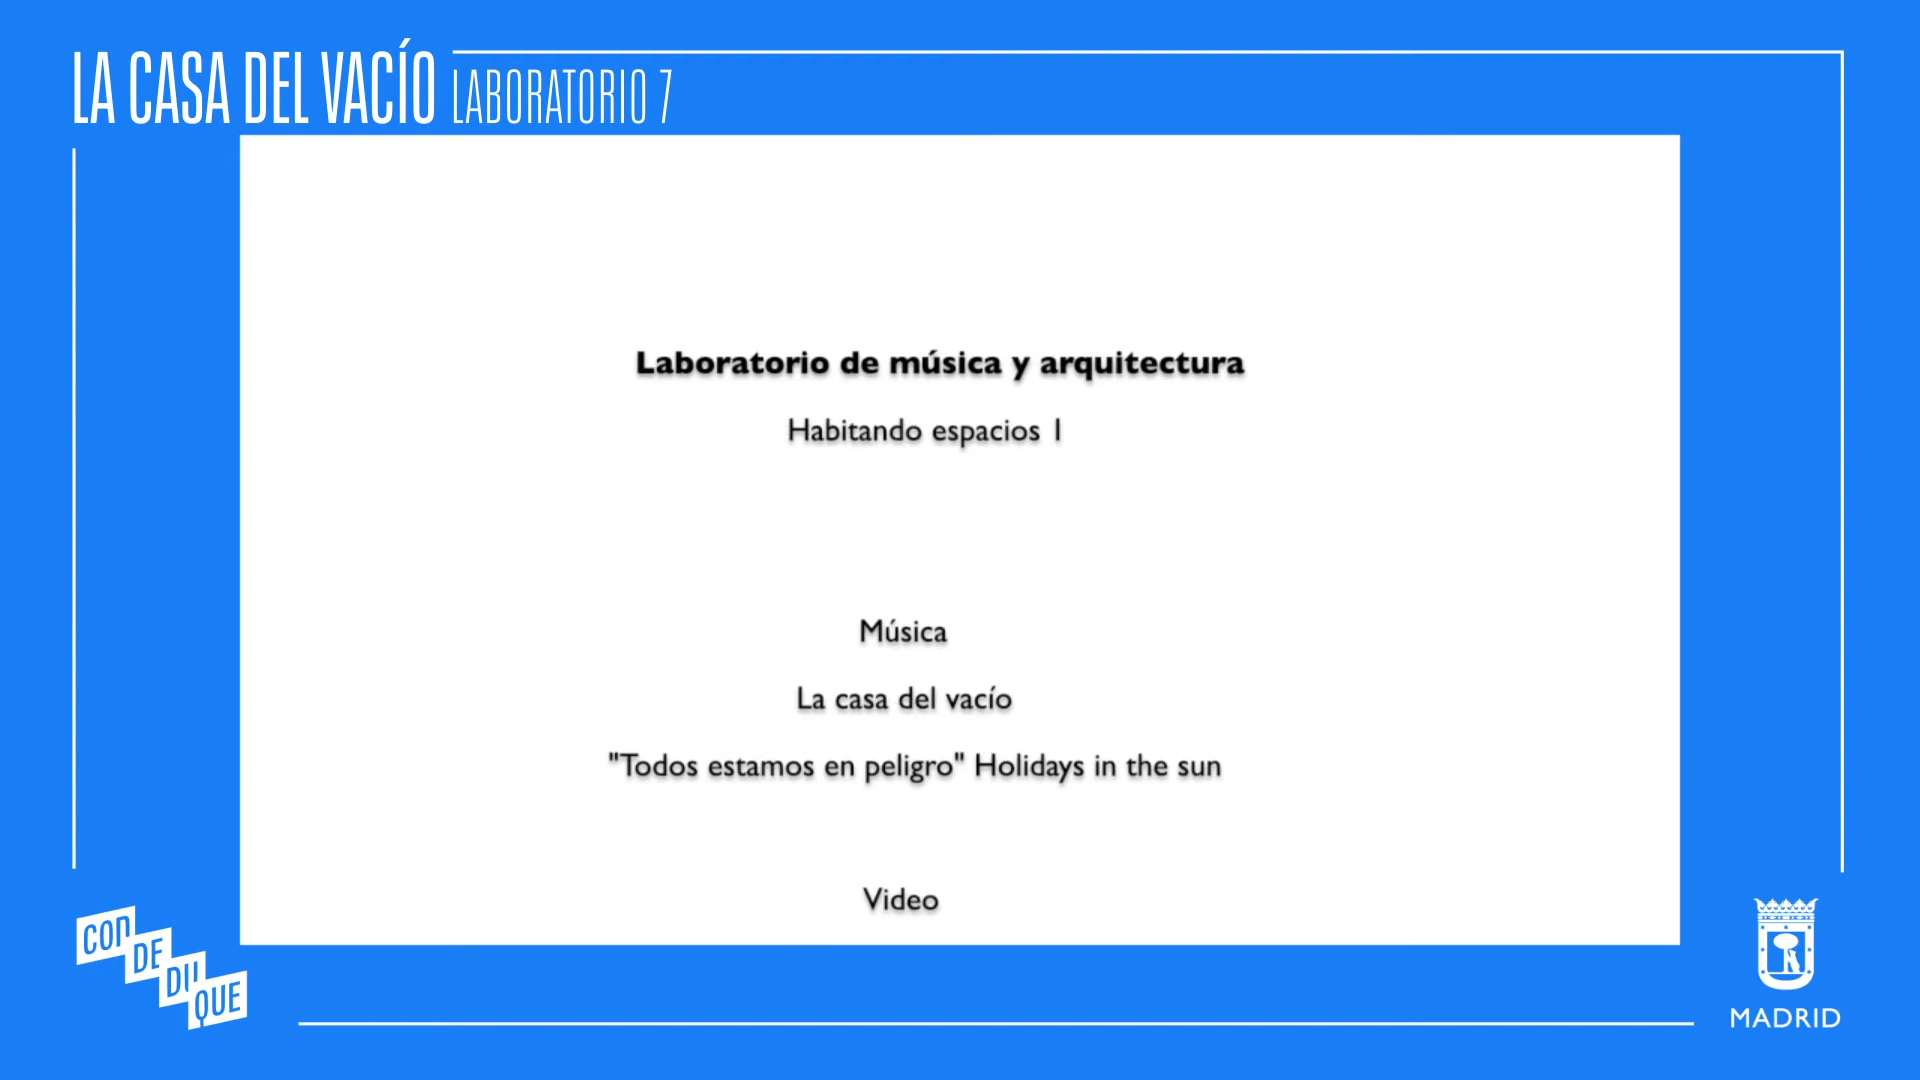 LA CASA DEL VACÍO LABORATORIO 7
Laboratorio de música y arquitectura
Habitando espacios 1
Música
La casa del vacío
"Todos estamos en peligro" Holidays in the sun
Video
CON
DE
DU
QUE
MADRID